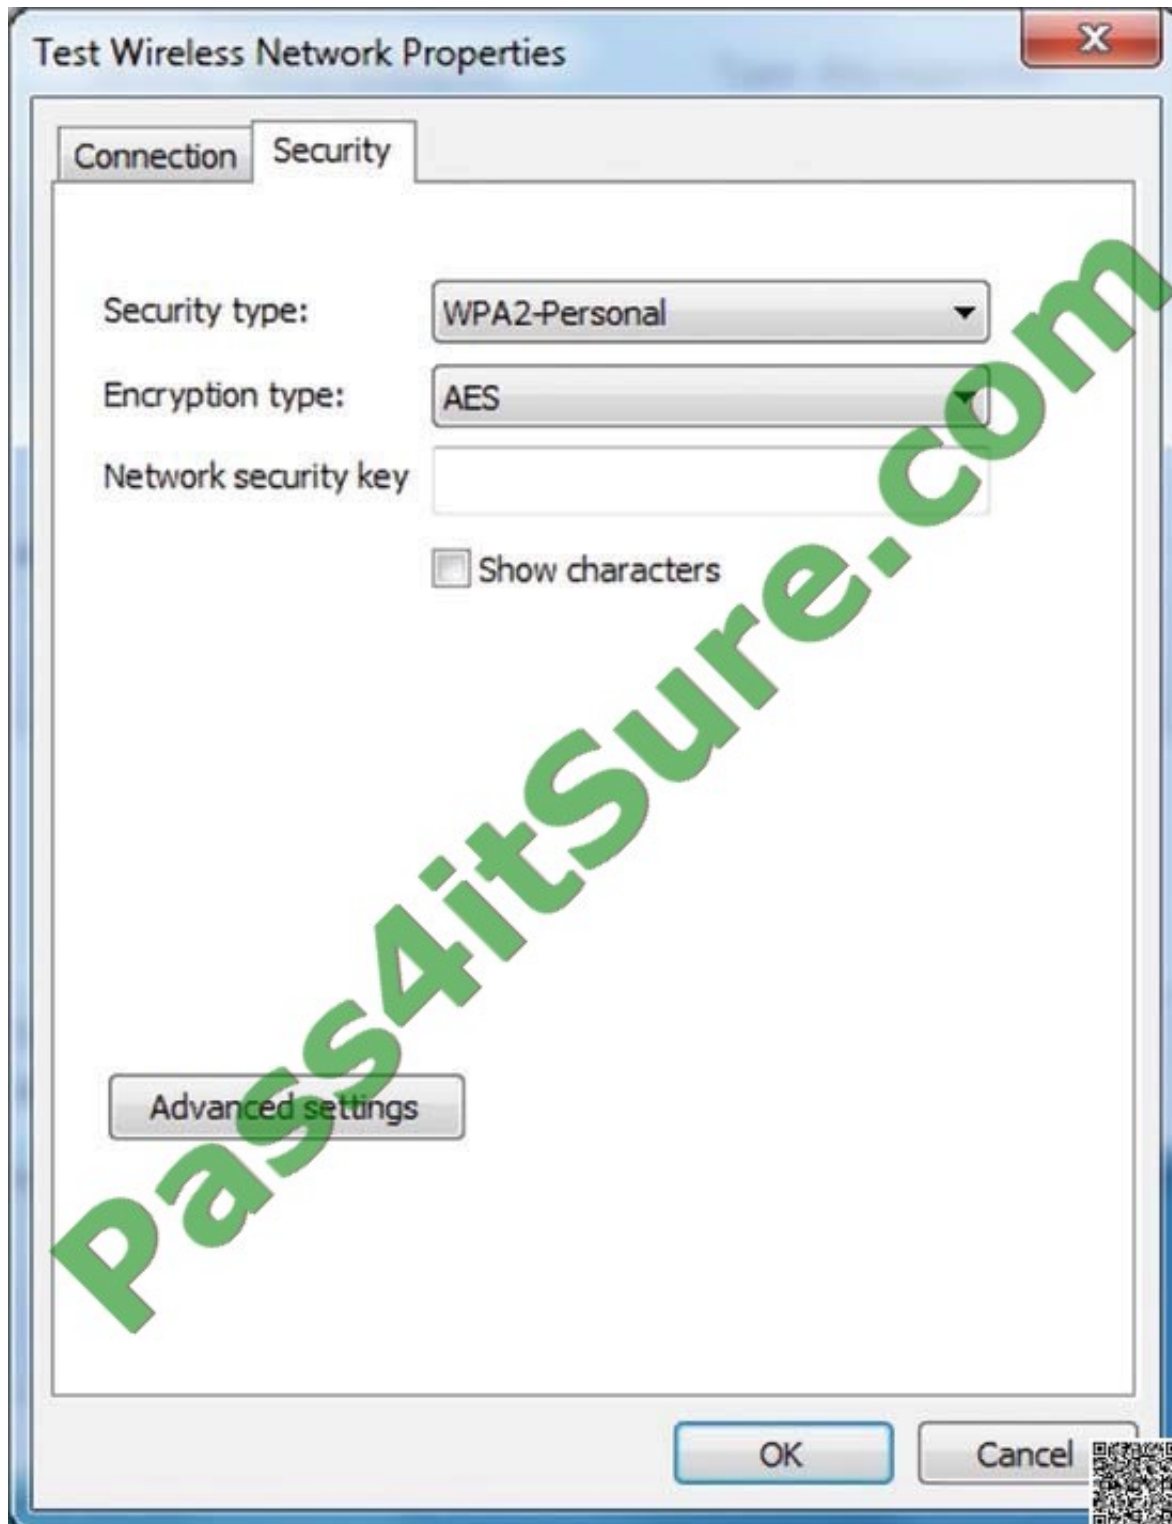 Test Wireless Network Properties
Connection
Security
Security type:
WPA2-Personal
Encryption type:
AES
Network security key
Show characters
Advanced settings
Pass4itSure.com
OK
Cancel